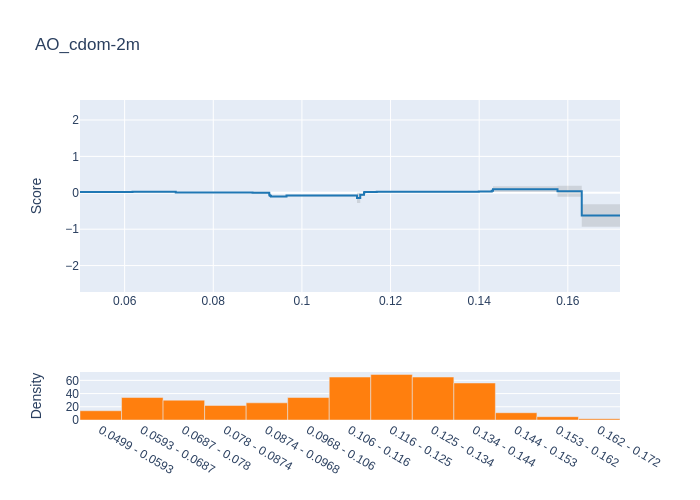 AO_cdom-2m
Score
2
1
0
−1
−2
0.06 0.08 0.1 0.12 0.14 0.16
Density
60
40
20
0
0.0499 - 0.0593
0.0593 - 0.0687
0.0687 - 0.078
0.078 - 0.0874
0.0874 - 0.0968
0.0968 - 0.106
0.106 - 0.116
0.116 - 0.125
0.125 - 0.134
0.134 - 0.144
0.144 - 0.153
0.153 - 0.162
0.162 - 0.172